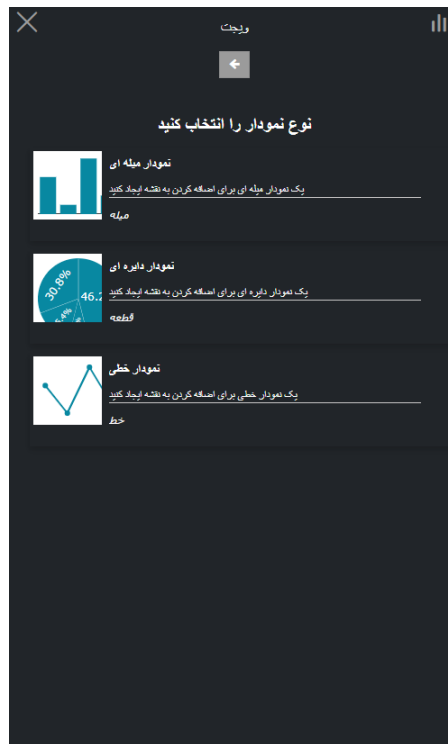 ویجت
نوع نمودار را انتخاب کنید
نمودار میله ای
یک نمودار میله ای برای اضافه کردن به نقشه ایجاد کنید
میله
30.8%
46.2
نمودار دایره ای
یک نمودار دایره ای برای اضافه کردن به نقشه ایجاد کنید
قطعه
نمودار خطی
یک نمودار خطی برای اضافه کردن به نقشه ایجاد کنید
خط